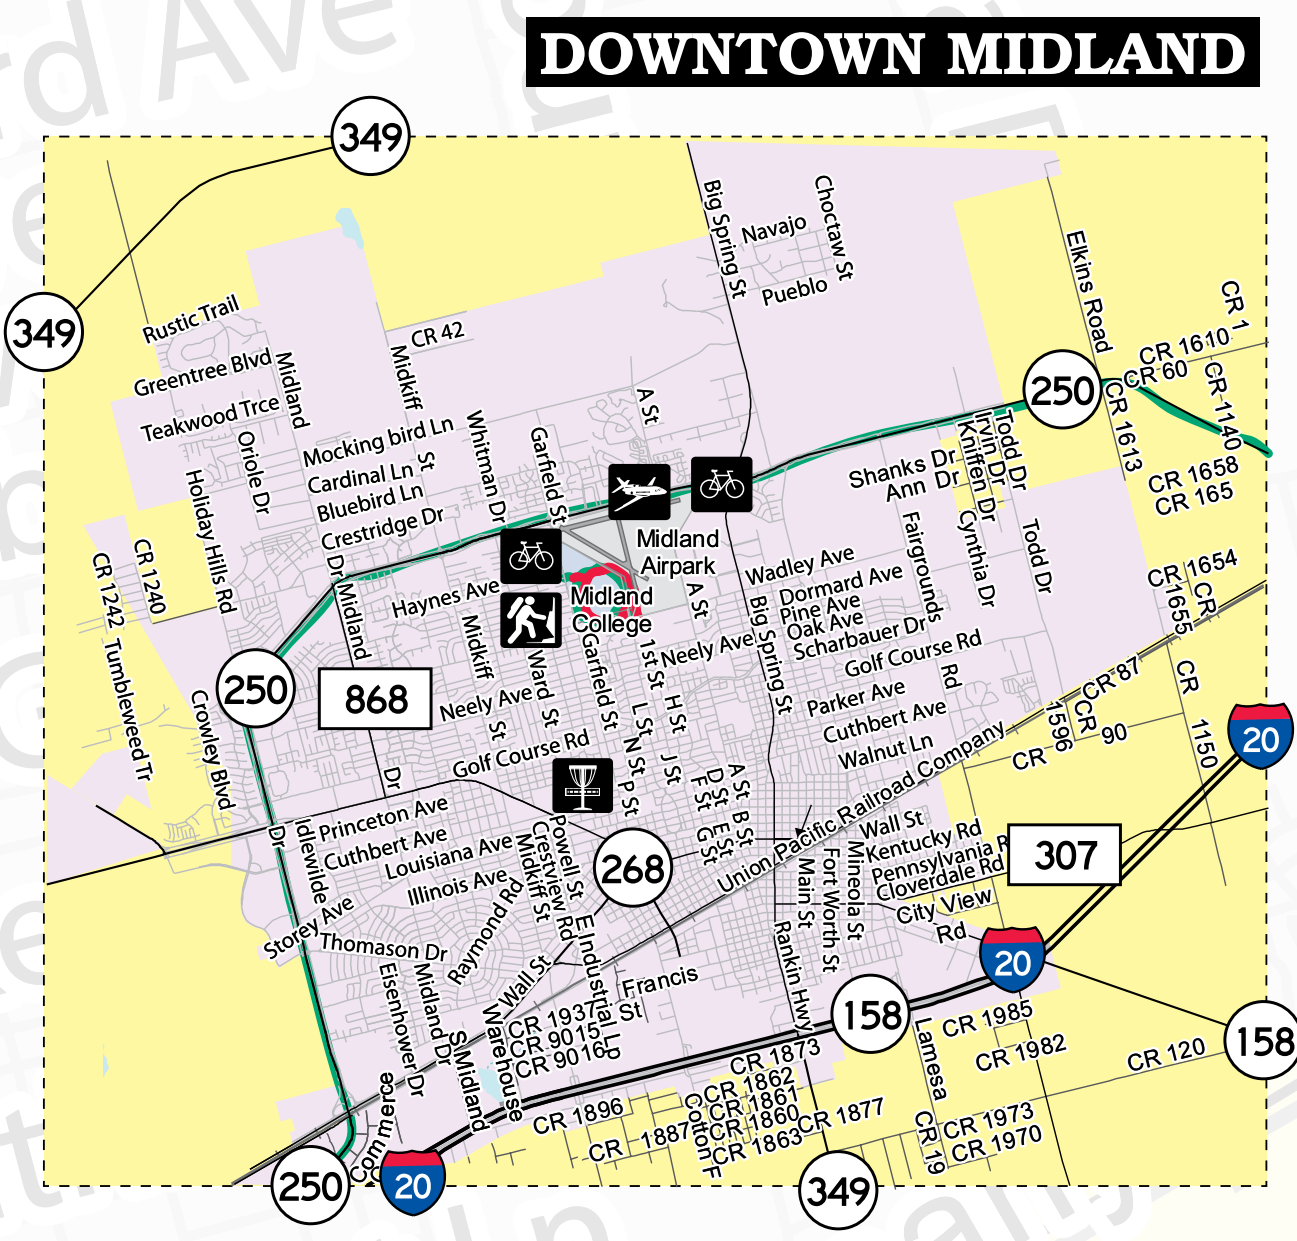 DOWNTOWN MIDLAND
349
349
Big Spring St
Navajo
Choctaw St
Pueblo
Elkins Road
CR 1
Rustic Trail
CR 42
CR 1610
CR 60
Greentree Blvd
Midland
Midkiff
A St
250
CR 1140
CR 1613
Teakwood Trce
Mocking bird Ln
Whitman Dr
Garfield St
Irvin Dr
Todd Dr
Kniffen Dr
Oriole Dr
Cardinal Ln
St
Shanks Dr
Ann Dr
CR 1658
CR 165
Holiday Hills Rd
Bluebird Ln
Crestridge Dr
Fairgrounds
Cynthia Dr
Todd Dr
CR 1240
CR 1242
Midland
Airpark
Wadley Ave
CR 1654
CR
1655
Dr
Midland
Haynes Ave
Midland
College
A St
Dormard Ave
Pine Ave
Oak Ave
Scharbauer Dr
Big Spring St
Tumbleweed Tr
Midkiff
Ward St
Garfield St
1st St
Neely Ave
Golf Course Rd
Rd
CR 87
CR
250
868
Crowley Blvd
Neely Ave
St
L St
H St
Parker Ave
Cuthbert Ave
Walnut Ln
1596
CR
90
CR
1150
20
Golf Course Rd
N St
J St
P St
Dr
A St
D St
F St
B St
E St
G St
Union Pacific Railroad Company
Princeton Ave
Dr
Idlewilde
Cuthbert Ave
Louisiana Ave
Illinois Ave
Powell St
Crestview Rd
Midkiff St
268
Wall St
Kentucky Rd
Pennsylvania R
Cloverdale Rd
307
Main St
Fort Worth St
Mineola St
City View
Rd
Storey Ave
Thomason Dr
Raymond Rd
E Industrial Lp
Rankin Hwy
20
Eisenhower Dr
Midland Dr
Wall St
Francis
St
158
158
S Midland
Warehouse
CR 1937
CR 9015
CR 9016
CR 1985
CR 1982
CR 120
Lamesa
CR 1873
CR 1862
CR 1861
CR 1860
CR 1863
CR 1877
CR 1896
CR
1887
Cotton F
CR 1973
CR 1970
CR 19
Commerce
250
20
349